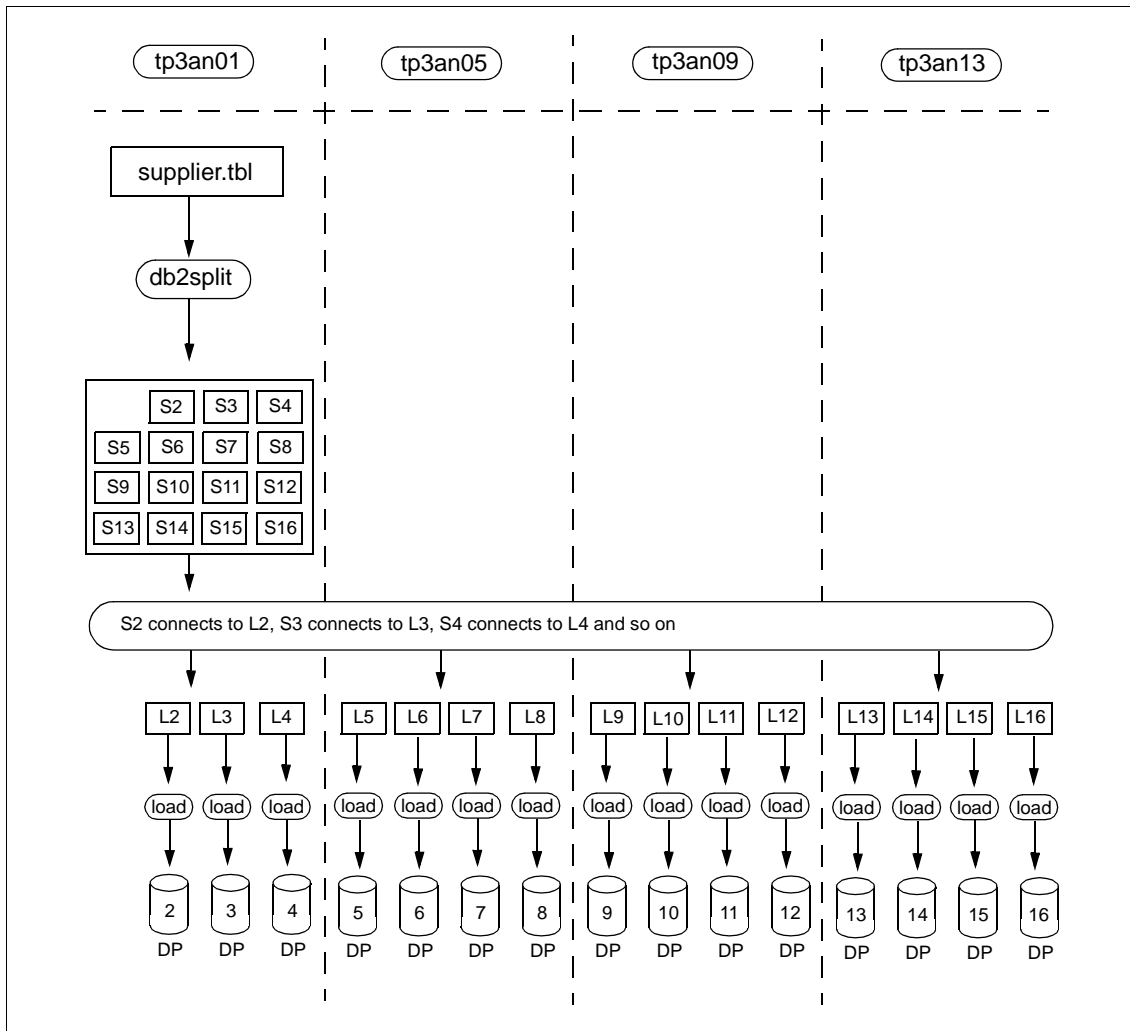 tp3an01 tp3an05 tp3an09 tp3an13
supplier.tbl
db2split
S2 S3 S4
S5 S6 S7 S8
S9 S10 S11 S12
S13 S14 S15 S16
S2 connects to L2, S3 connects to L3, S4 connects to L4 and so on
L2 L3 L4 L5 L6 L7 L8 L9 L10 L11 L12 L13 L14 L15 L16
load load load load load load load load load load load load load load load
2 3 4 5 6 7 8 9 10 11 12 13 14 15 16
DP DP DP DP DP DP DP DP DP DP DP DP DP DP DP